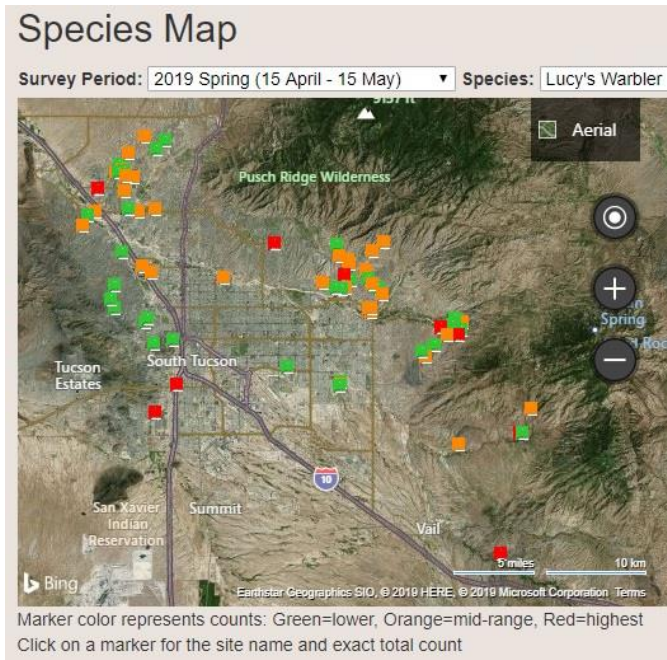 Species Map
Survey Period: 2019 Spring (15 April - 15 May) Species: Lucy's Warbler
9157 ft
Aerial
Pusch Ridge Wilderness
Spring
Tucson
Estates
South Tucson
10
San Xavier
Indian
Reservation
Summit
Vail
5 miles
10 km
Bing
Earthstar Geographics SIO, © 2019 HERE, © 2019 Microsoft Corporation Terms
Marker color represents counts: Green=lower, Orange=mid-range, Red=highest
Click on a marker for the site name and exact total count